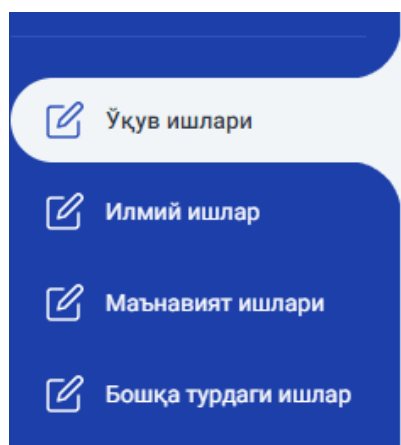 Ўқув ишлари
Илмий ишлар
Маънавият ишлари
Бошқа турдаги ишлар